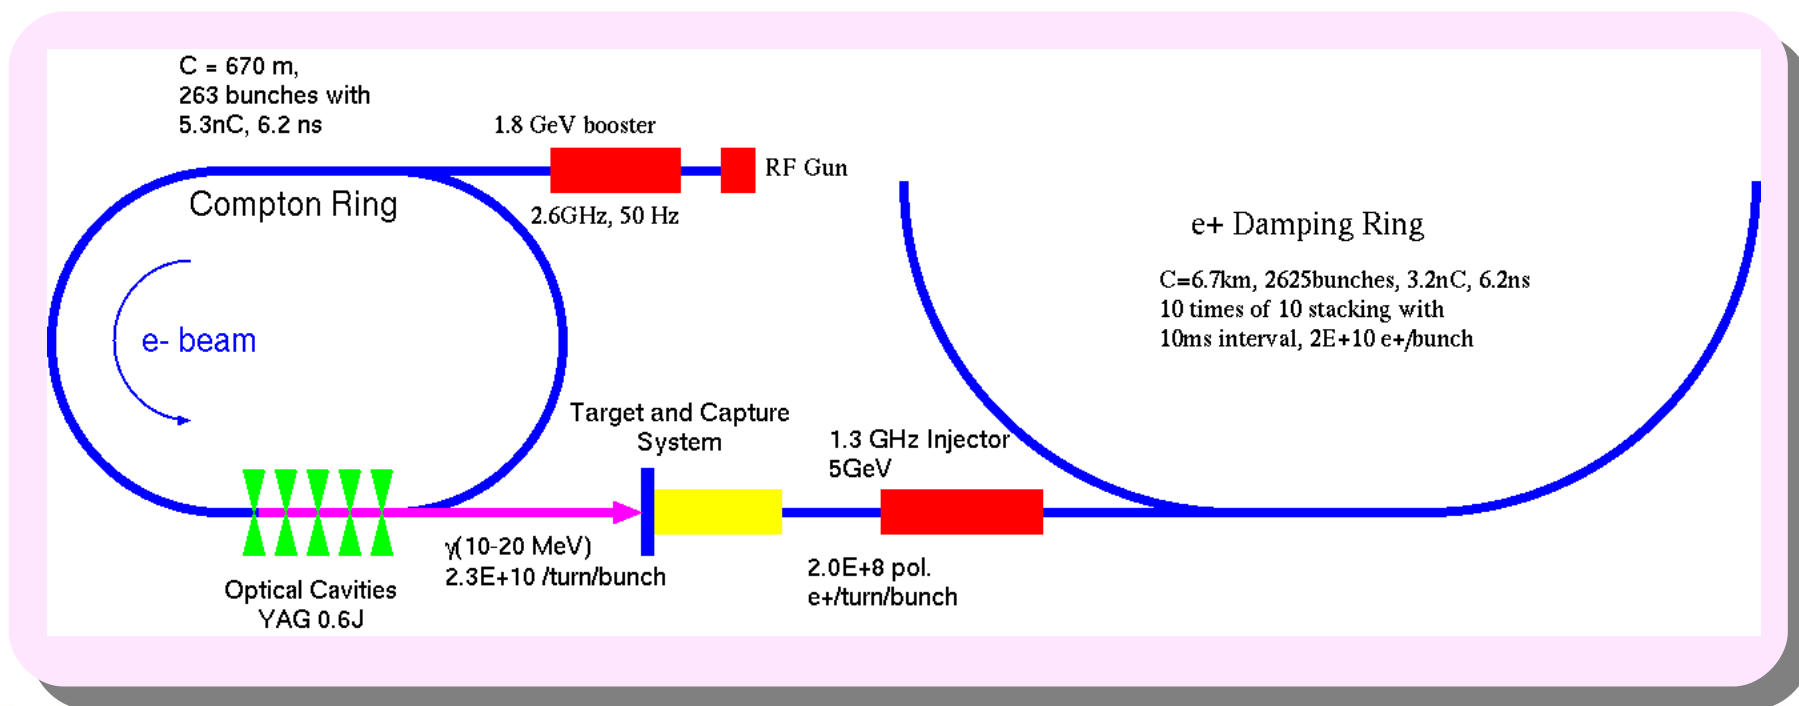 C = 670 m,
263 bunches with
5.3nC, 6.2 ns
1.8 GeV booster
RF Gun
2.6GHz, 50 Hz
Compton Ring
e- beam
e+ Damping Ring
C=6.7km, 2625bunches, 3.2nC, 6.2ns
10 times of 10 stacking with
10ms interval, 2E+10 e+/bunch
Target and Capture
System
1.3 GHz Injector
5GeV
γ(10-20 MeV)
2.3E+10 /turn/bunch
Optical Cavities
YAG 0.6J
2.0E+8 pol.
e+/turn/bunch